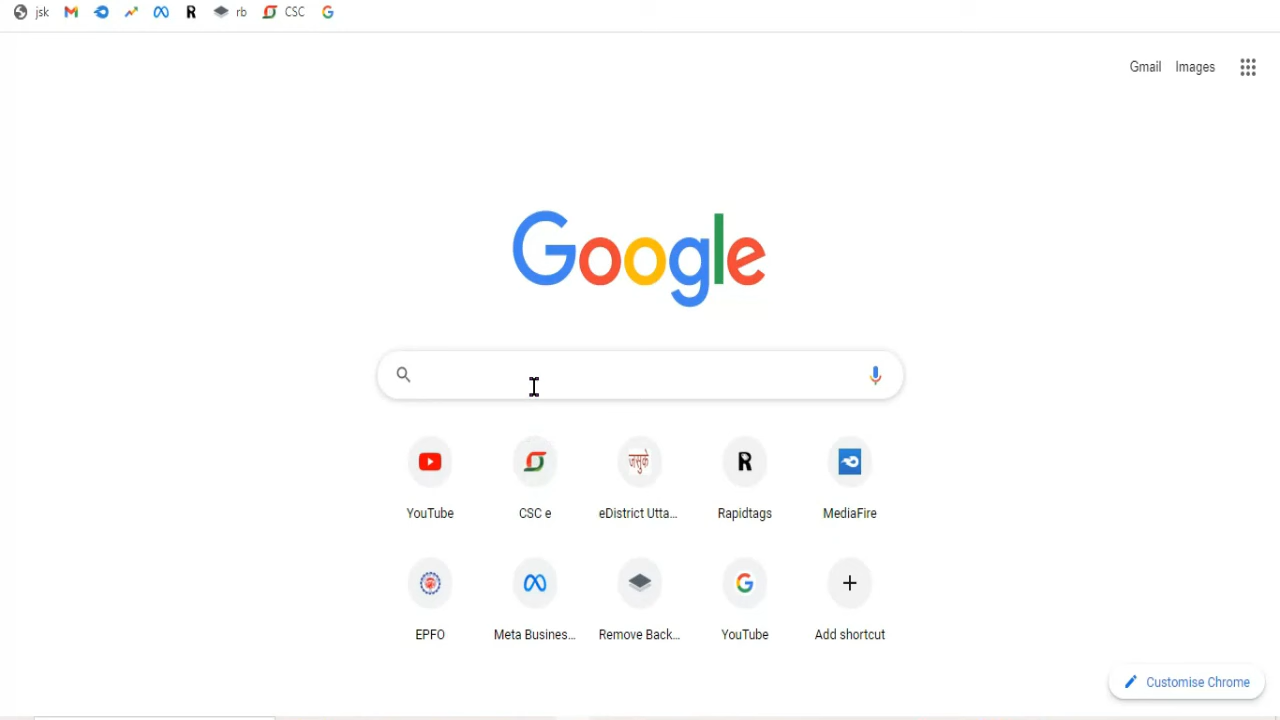 jsk rb CSC
Gmail Images
Google
YouTube CSC e eDistrict Utta... Rapidtags MediaFire
जसुके
R
EPFO Meta Busines... Remove Back... YouTube Add shortcut
Customise Chrome